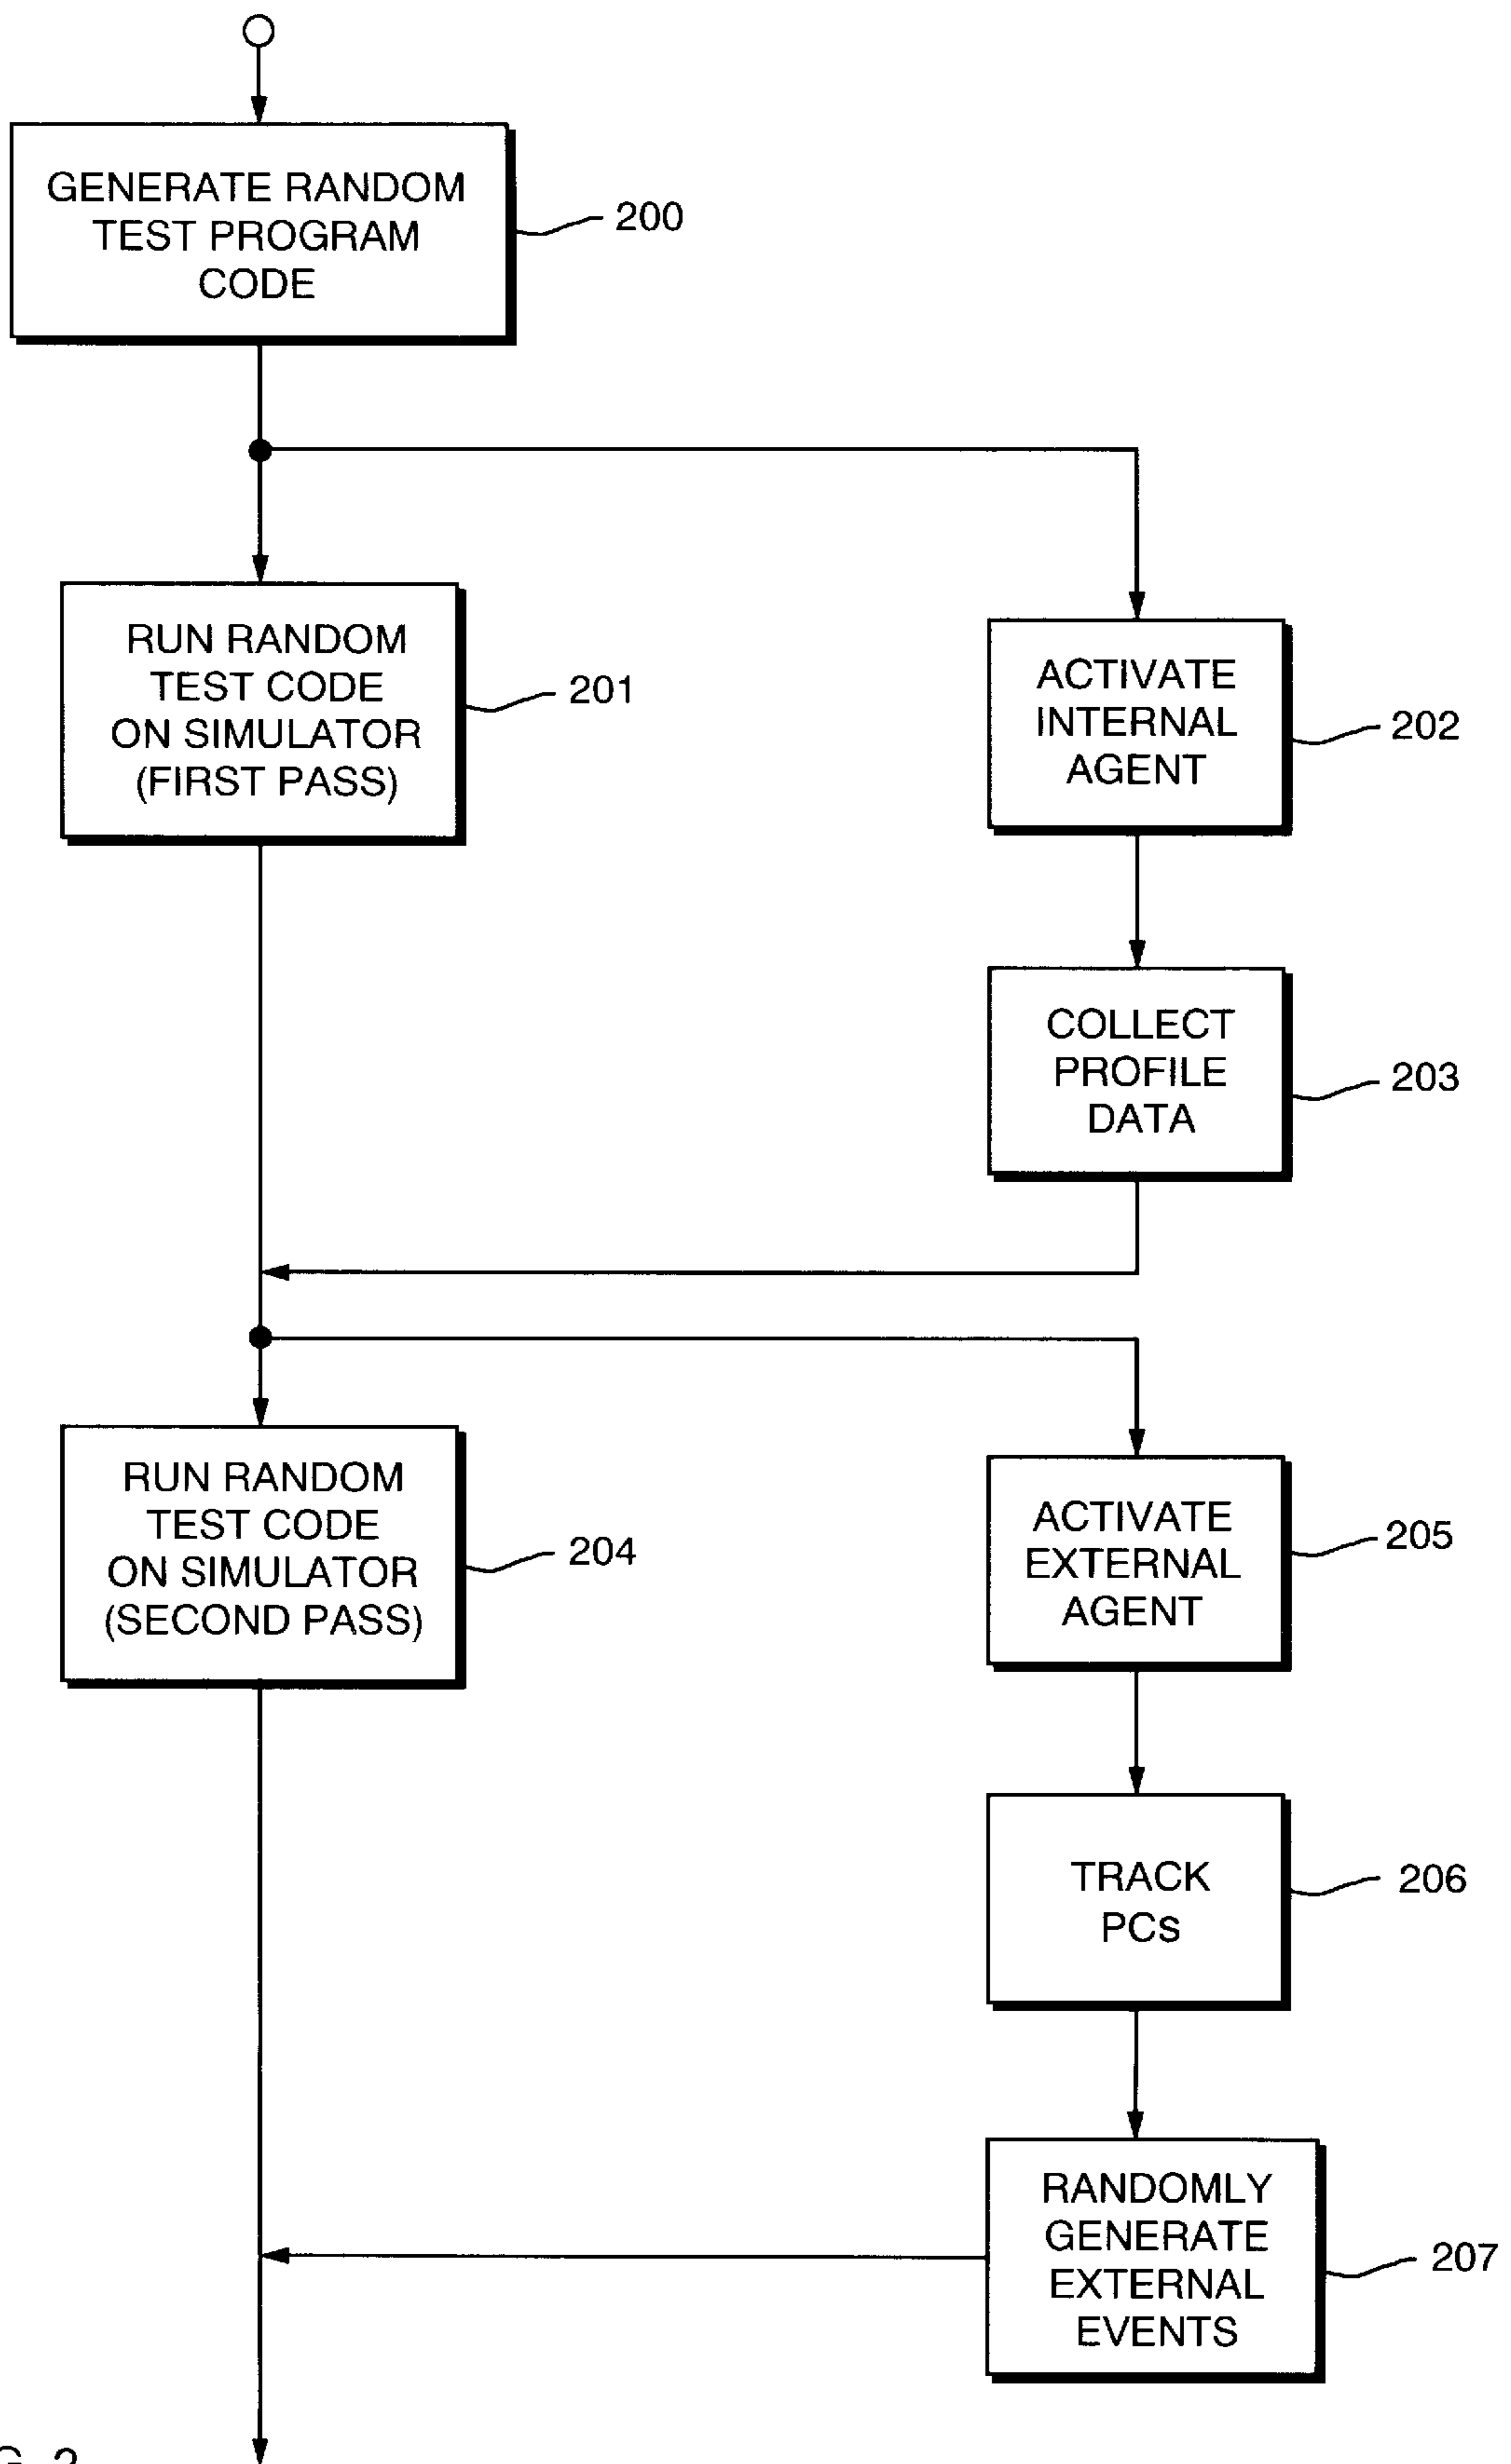 GENERATE RANDOM
TEST PROGRAM
CODE
200
RUN RANDOM
TEST CODE
ON SIMULATOR
(FIRST PASS)
201
ACTIVATE
INTERNAL
AGENT
202
COLLECT
PROFILE
DATA
203
RUN RANDOM
TEST CODE
ON SIMULATOR
(SECOND PASS)
204
ACTIVATE
EXTERNAL
AGENT
205
TRACK
PCs
206
RANDOMLY
GENERATE
EXTERNAL
EVENTS
207